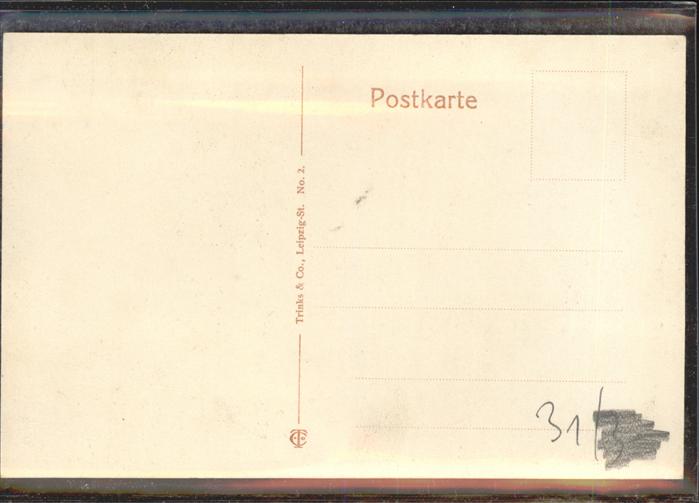 Postkarte
Trinks & Co., Leipzig-St. No. 2.
31/